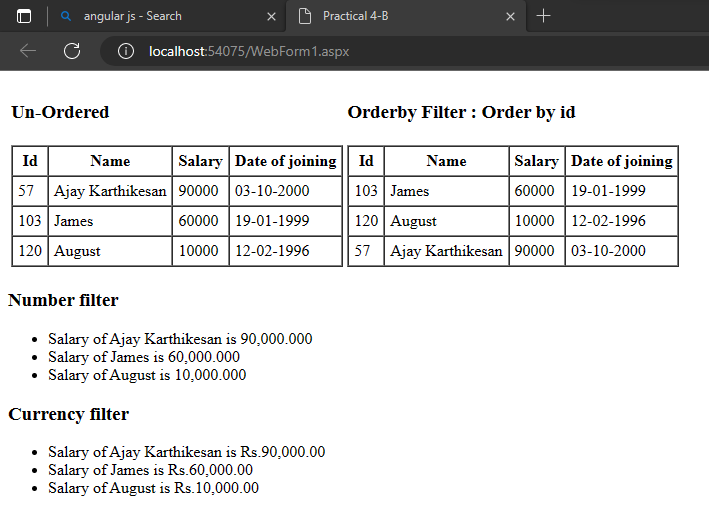 angular js - Search
Practical 4-B
localhost:54075/WebForm1.aspx
Un-Ordered
Id Name Salary Date of joining
57 Ajay Karthikesan 90000 03-10-2000
103 James 60000 19-01-1999
120 August 10000 12-02-1996
Orderby Filter : Order by id
Id Name Salary Date of joining
103 James 60000 19-01-1999
120 August 10000 12-02-1996
57 Ajay Karthikesan 90000 03-10-2000
Number filter
• Salary of Ajay Karthikesan is 90,000.000
• Salary of James is 60,000.000
• Salary of August is 10,000.000
Currency filter
• Salary of Ajay Karthikesan is Rs.90,000.00
• Salary of James is Rs.60,000.00
• Salary of August is Rs.10,000.00